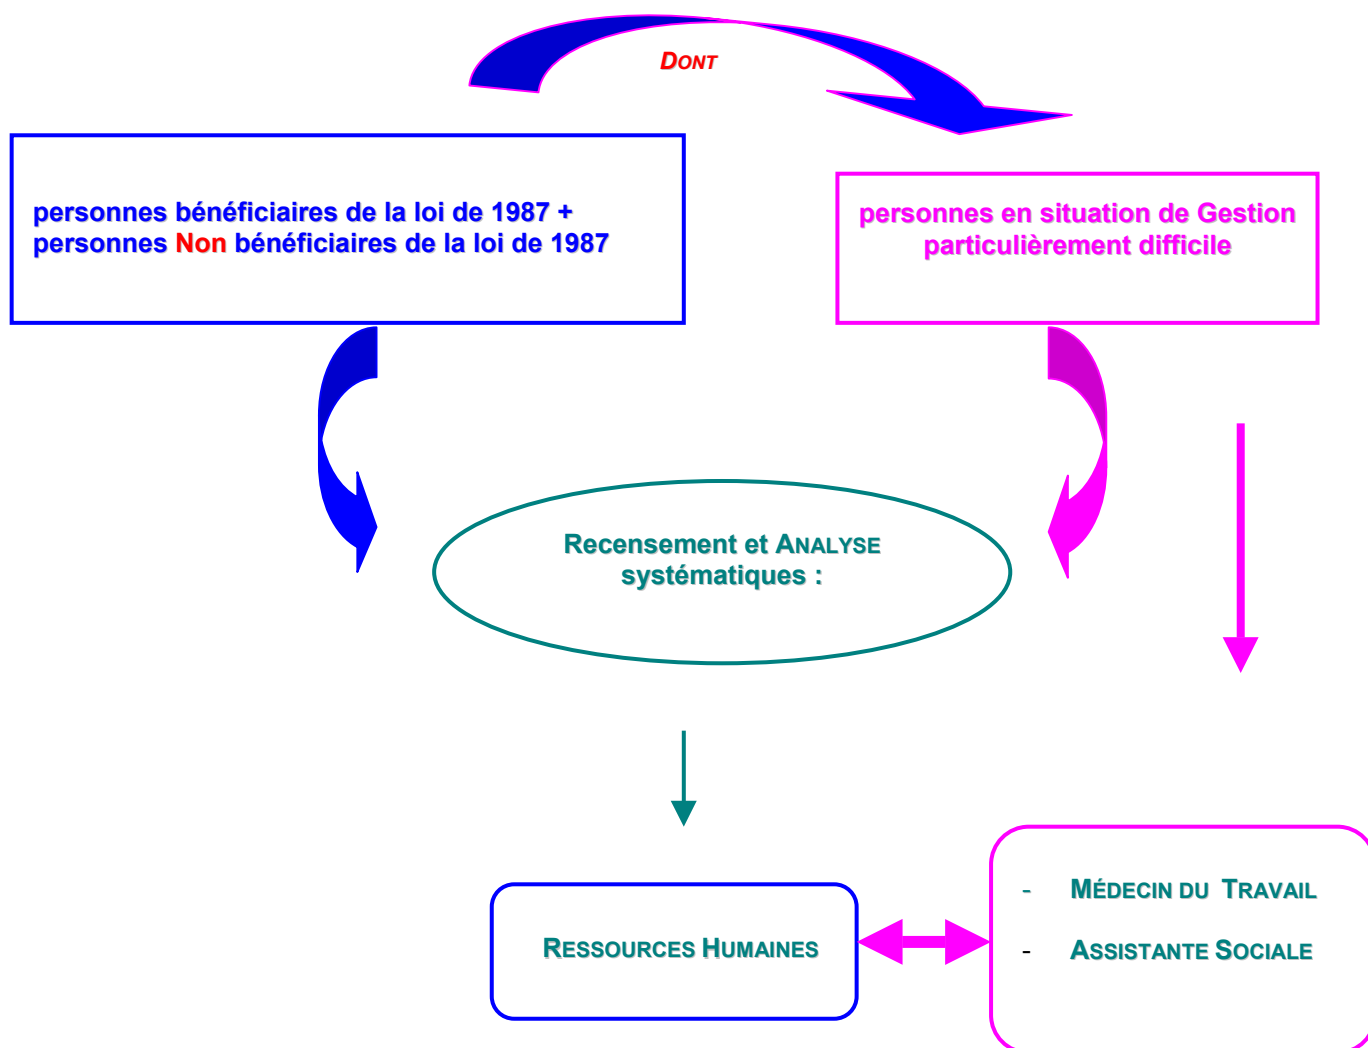 DONT
personnes bénéficiaires de la loi de 1987 +
personnes Non bénéficiaires de la loi de 1987
personnes en situation de Gestion
particulièrement difficile
Recensement et ANALYSE
systématiques :
RESSOURCES HUMAINES
- MÉDECIN DU TRAVAIL
- ASSISTANTE SOCIALE